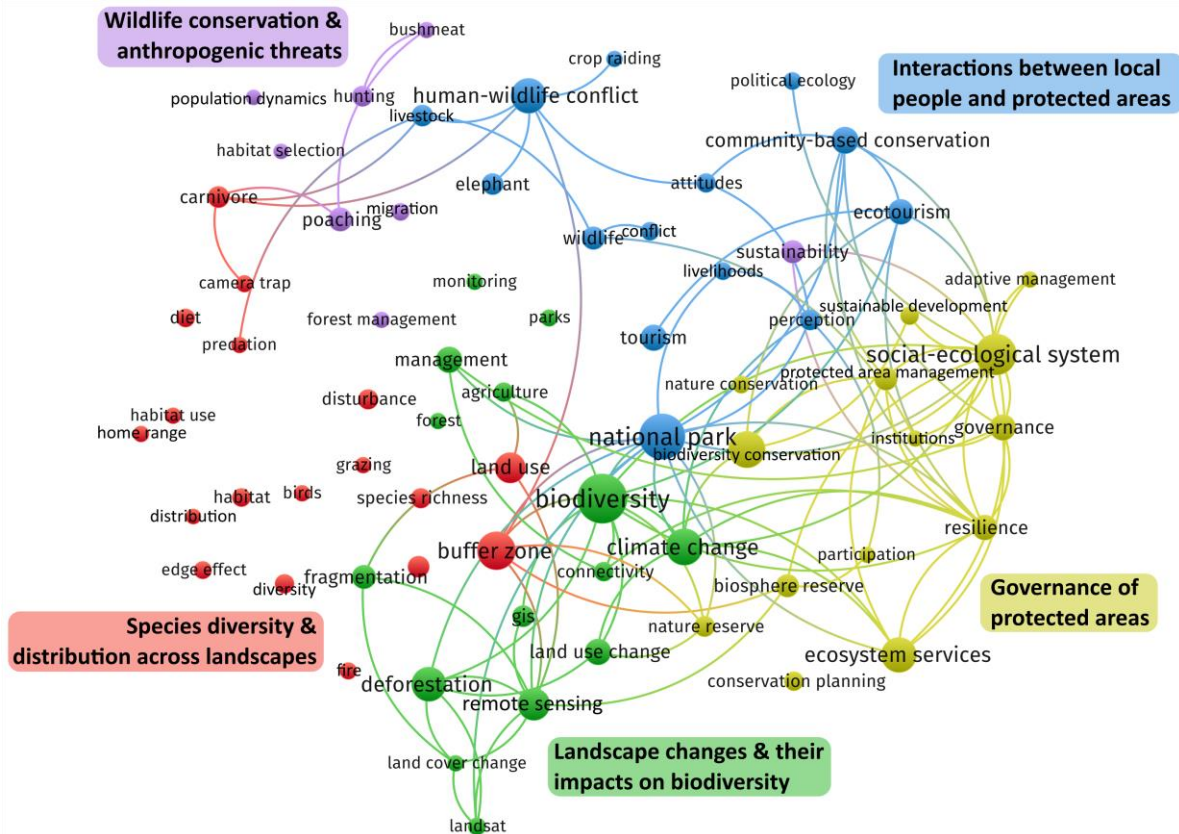 Wildlife conservation &
anthropogenic threats
bushmeat
crop raiding
political ecology
Interactions between local
people and protected areas
population dynamics
hunting
human-wildlife conflict
livestock
community-based conservation
habitat selection
carnivore
elephant
attitudes
migration
poaching
ecotourism
wildlife
conflict
sustainability
camera trap
monitoring
livelihoods
adaptive management
sustainable development
diet
forest management
parks
perception
predation
tourism
social-ecological system
management
protected area management
nature conservation
agriculture
disturbance
habitat use
forest
home range
national park
institutions
governance
biodiversity conservation
grazing
land use
habitat
birds
species richness
biodiversity
distribution
resilience
buffer zone
climate change
participation
edge effect
fragmentation
connectivity
biosphere reserve
diversity
Governance of
protected areas
gis
nature reserve
Species diversity &
distribution across landscapes
land use change
ecosystem services
fire
deforestation
conservation planning
remote sensing
Landscape changes & their
impacts on biodiversity
land cover change
landsat